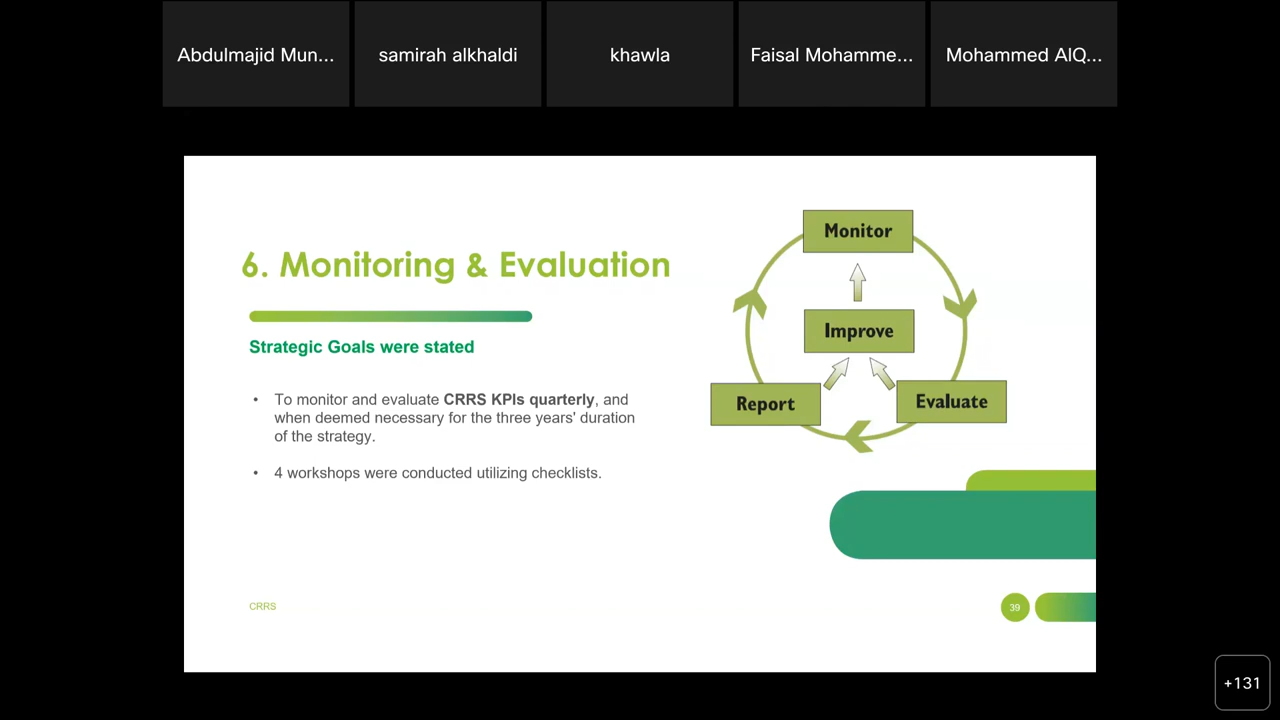 Abdulmajid Mun...
samirah alkhaldi
khawla
Faisal Mohamme...
Mohammed AlQ...
6. Monitoring & Evaluation
Strategic Goals were stated
• To monitor and evaluate CRRS KPIs quarterly, and
when deemed necessary for the three years' duration
of the strategy.
• 4 workshops were conducted utilizing checklists.
Monitor
Improve
Report
Evaluate
CRRS
39
+131